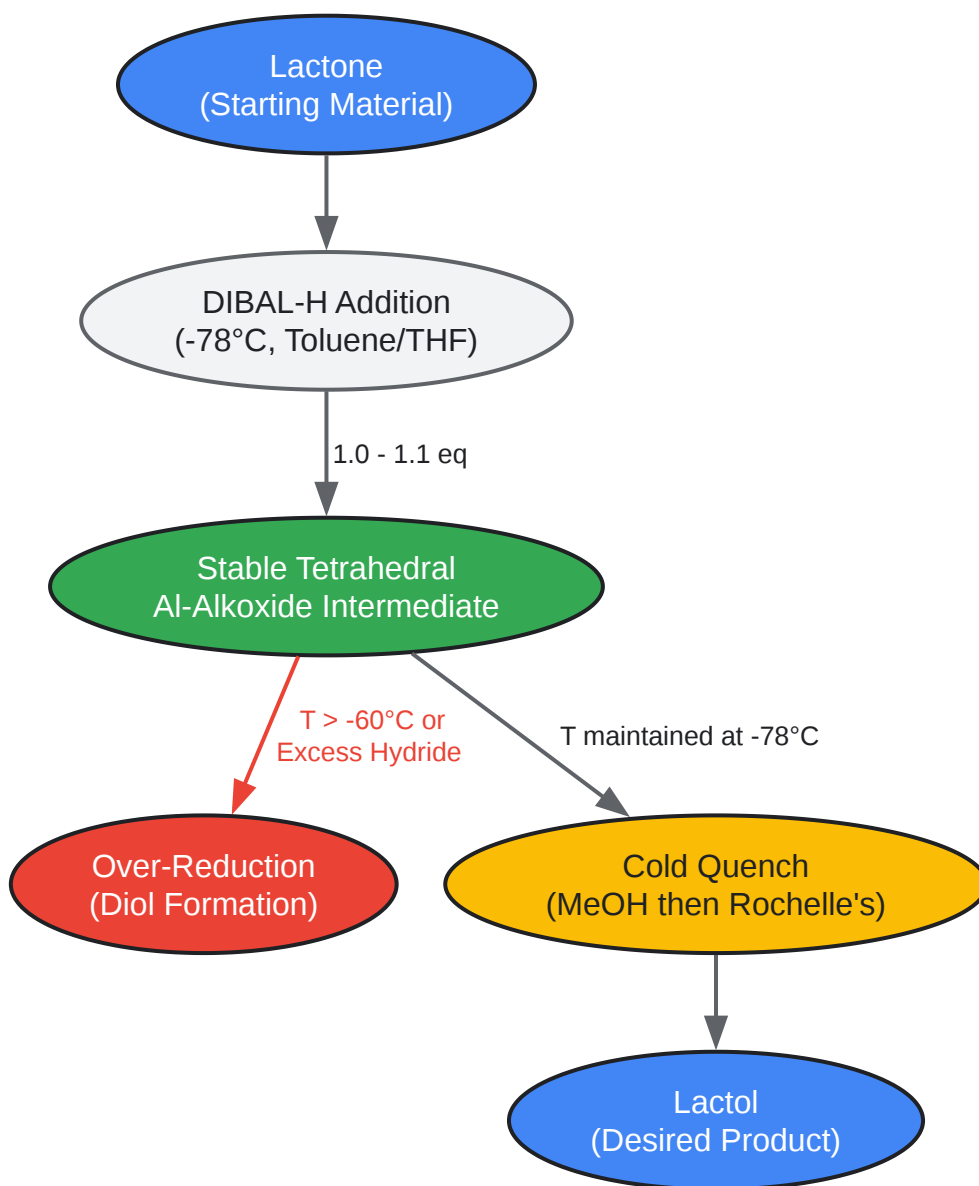 Lactone
(Starting Material)
DIBAL-H Addition
(-78°C, Toluene/THF)
1.0 - 1.1 eq
Stable Tetrahedral
Al-Alkoxide Intermediate
T > -60°C or
Excess Hydride
T maintained at -78°C
Over-Reduction
(Diol Formation)
Cold Quench
(MeOH then Rochelle's)
Lactol
(Desired Product)